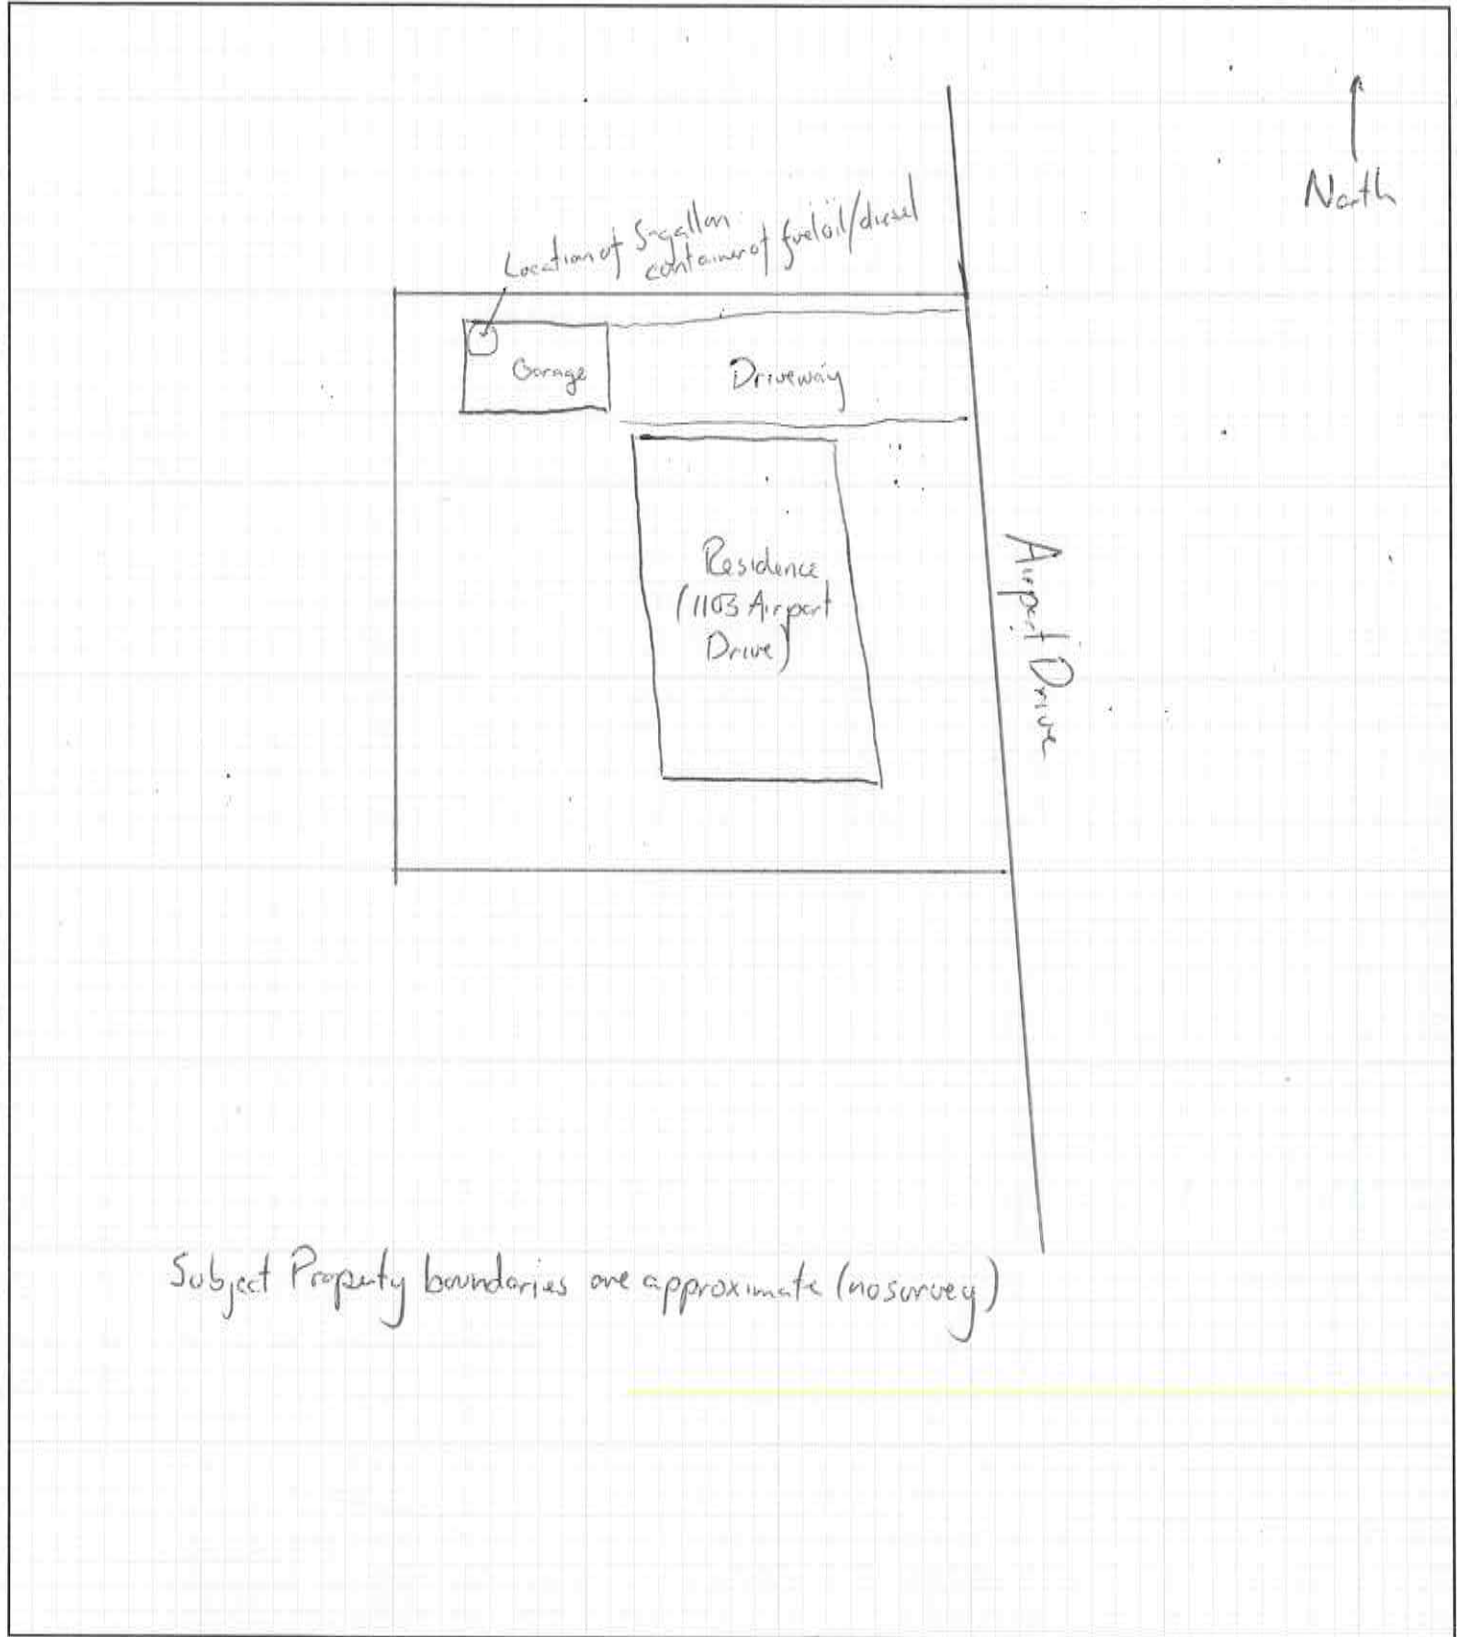 North
Location of 5-gallon
container of fuel oil/diesel
Garage
Driveway
Residence
(1103 Airport
Drive)
Airport Drive
Subject Property boundaries are approximate (no survey)